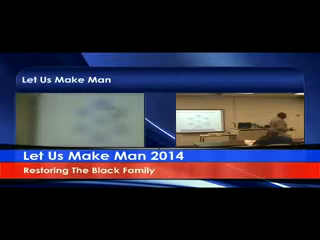 Let Us Make Man
Let Us Make Man 2014
Restoring The Black Family